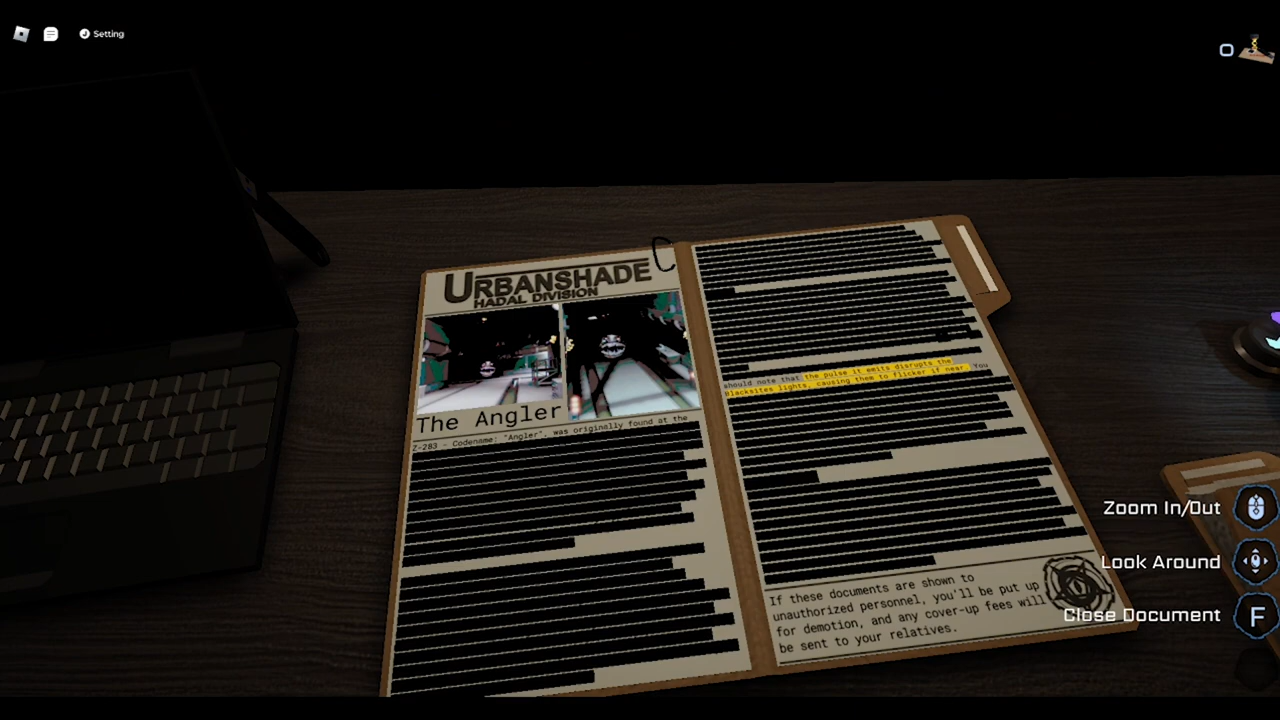 Setting
URBANSHADE
HADAL DIVISION
The Angler
Z-283 - Codename; "Angler", was originally found at the
should note that the pulse it emits disrupts the
Blacksites lights, causing them to flicker if near. You
If these documents are shown to
unauthorized personnel, you'll be put up
for demotion, and any cover-up fees will
be sent to your relatives.
Zoom In/Out
Look Around
Close Document
F